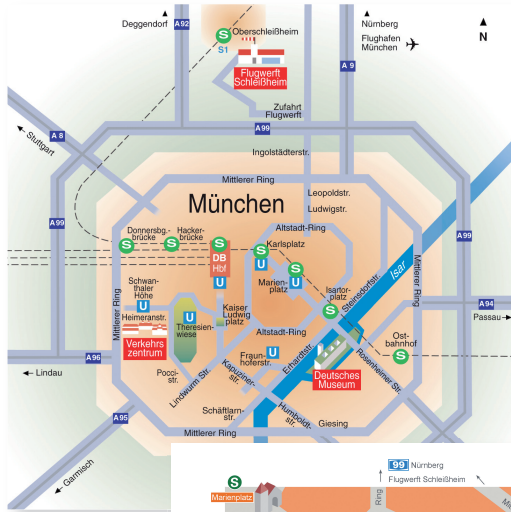 Deggendorf
A92
Nürnberg
Flughafen
München
N
S
Oberschleißheim
S1
Flugwerft
Schleißheim
A 9
Zufahrt
Flugwerft
A 8
Stuttgart
A99
Ingolstädterstr.
Mittlerer Ring
Leopoldstr.
Ludwigstr.
München
Altstadt-Ring
Donnersbg.-
brücke
Hacker-
brücke
S
S
S
S
Karlsplatz
A99
A99
DB
Hbf
U
Marien-
platz
S
U
U
Isar
Steinsdorfstr.
Mittlerer Ring
Schwan-
thaler
Höhe
U
Isartor-
platz
S
A94
Passau
Heimeranstr.
Mittlerer Ring
U
Theresien-
wiese
Kaiser
Ludwig
platz
Altstadt-Ring
Verkehrs
zentrum
Ost-
bahnhof
S
A96
Lindau
Fraun-
hoferstr.
U
Erhardtstr.
Rosenheimer Str.
Pocci-
str.
Lindwurm Str.
Kapuziner-
str.
Deutsches
Museum
A95
Schäftlarn-
str.
Humboldt-
str.
Giesing
Mittlerer Ring
Garmisch
99 Nürnberg
Flugwerft Schleißheim
S
Marienplatz
Ring